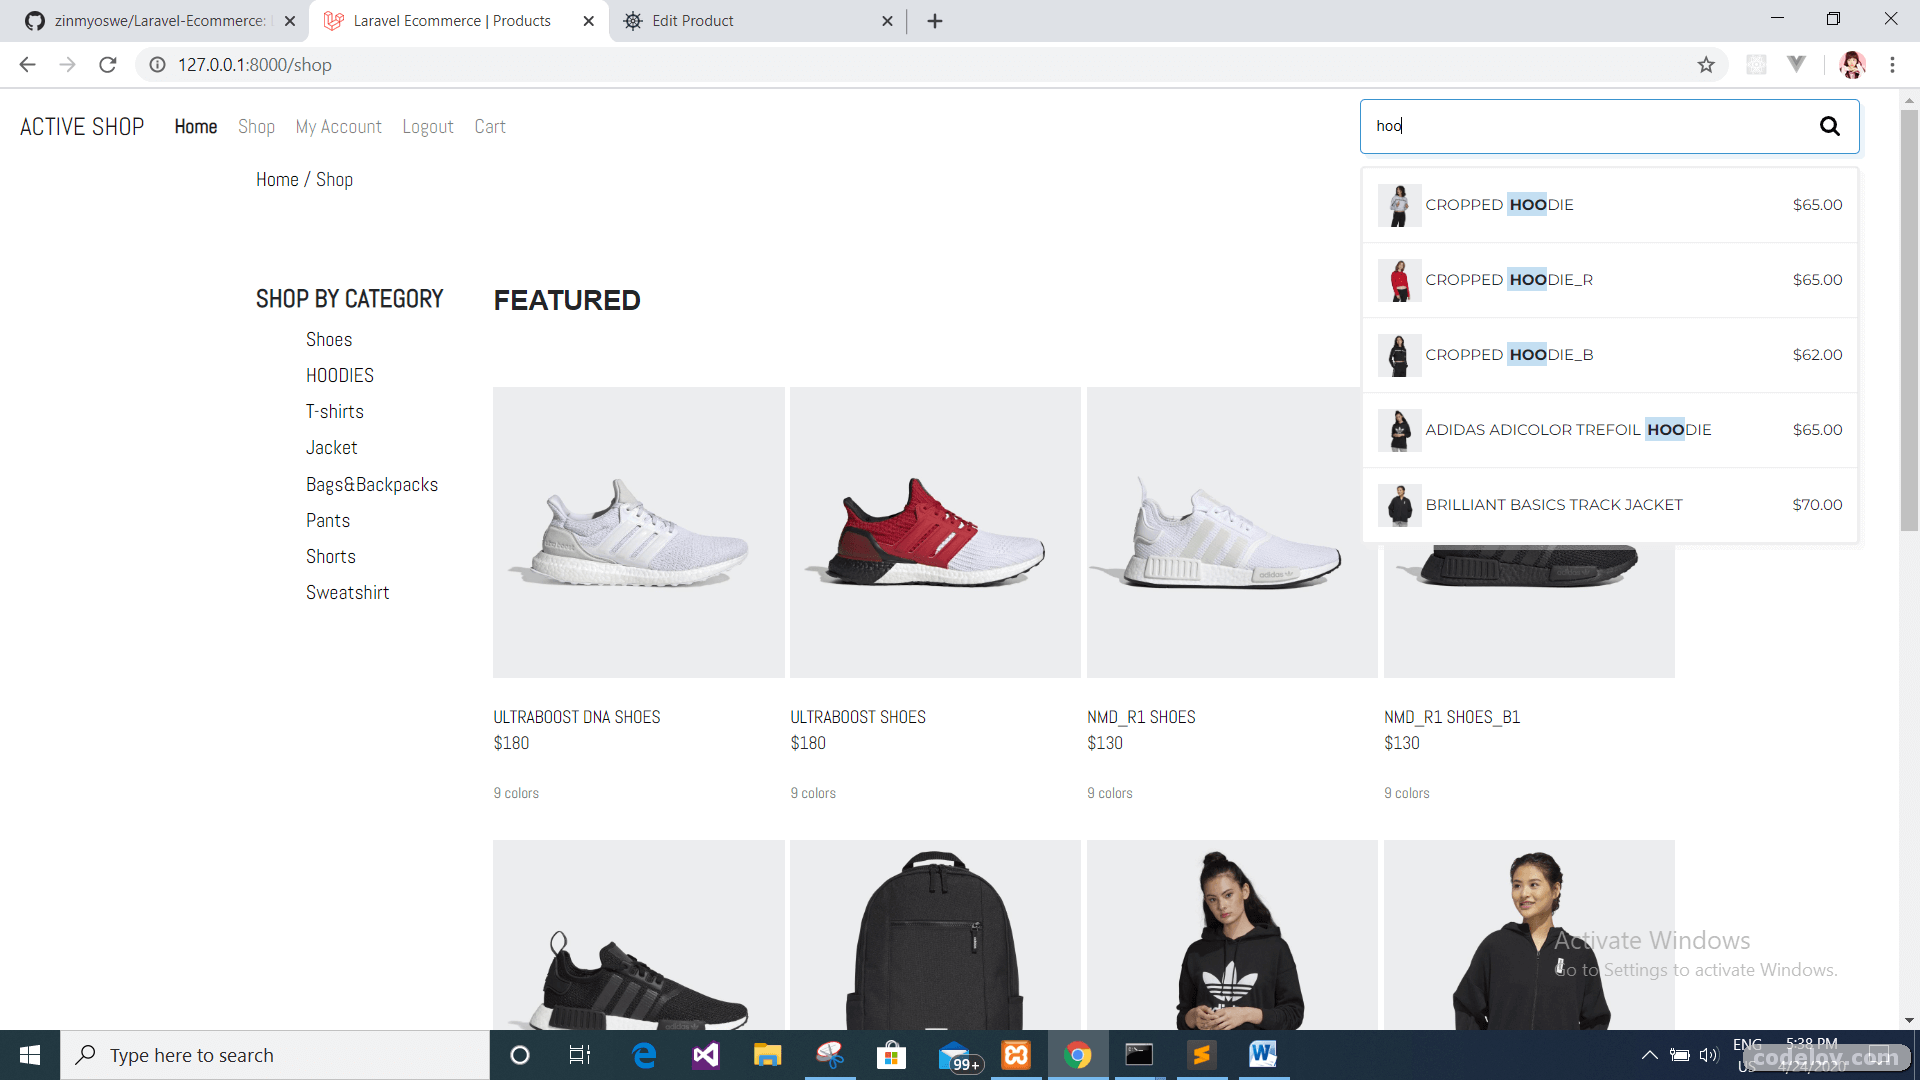 zinmyoswe/Laravel-Ecommerce:
Laravel Ecommerce | Products
Edit Product
127.0.0.1:8000/shop
ACTIVE SHOP
Home
Shop
My Account
Logout
Cart
hoo
Home / Shop
CROPPED HOODIE
$65.00
CROPPED HOODIE_R
$65.00
CROPPED HOODIE_B
$62.00
ADIDAS ADICOLOR TREFOIL HOODIE
$65.00
BRILLIANT BASICS TRACK JACKET
$70.00
SHOP BY CATEGORY
Shoes
HOODIES
T-shirts
Jacket
Bags&Backpacks
Pants
Shorts
Sweatshirt
FEATURED
ULTRABOOST DNA SHOES
$180
9 colors
ULTRABOOST SHOES
$180
9 colors
NMD_R1 SHOES
$130
9 colors
NMD_R1 SHOES_B1
$130
9 colors
Activate Windows
Go to Settings to activate Windows.
Type here to search
99+
ENG
US
5:38 PM
4/24/2020
codeloy.com